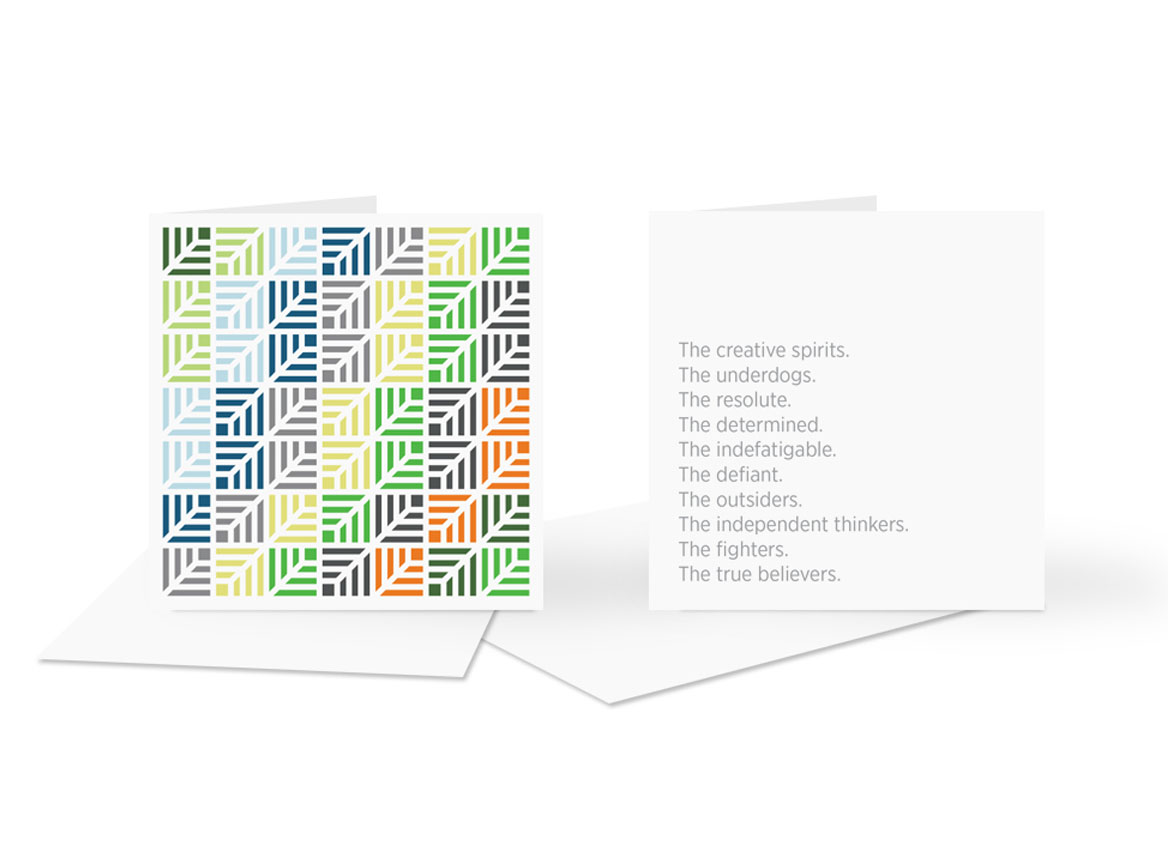 The creative spirits.
The underdogs.
The resolute.
The determined.
The indefatigable.
The defiant.
The outsiders.
The independent thinkers.
The fighters.
The true believers.